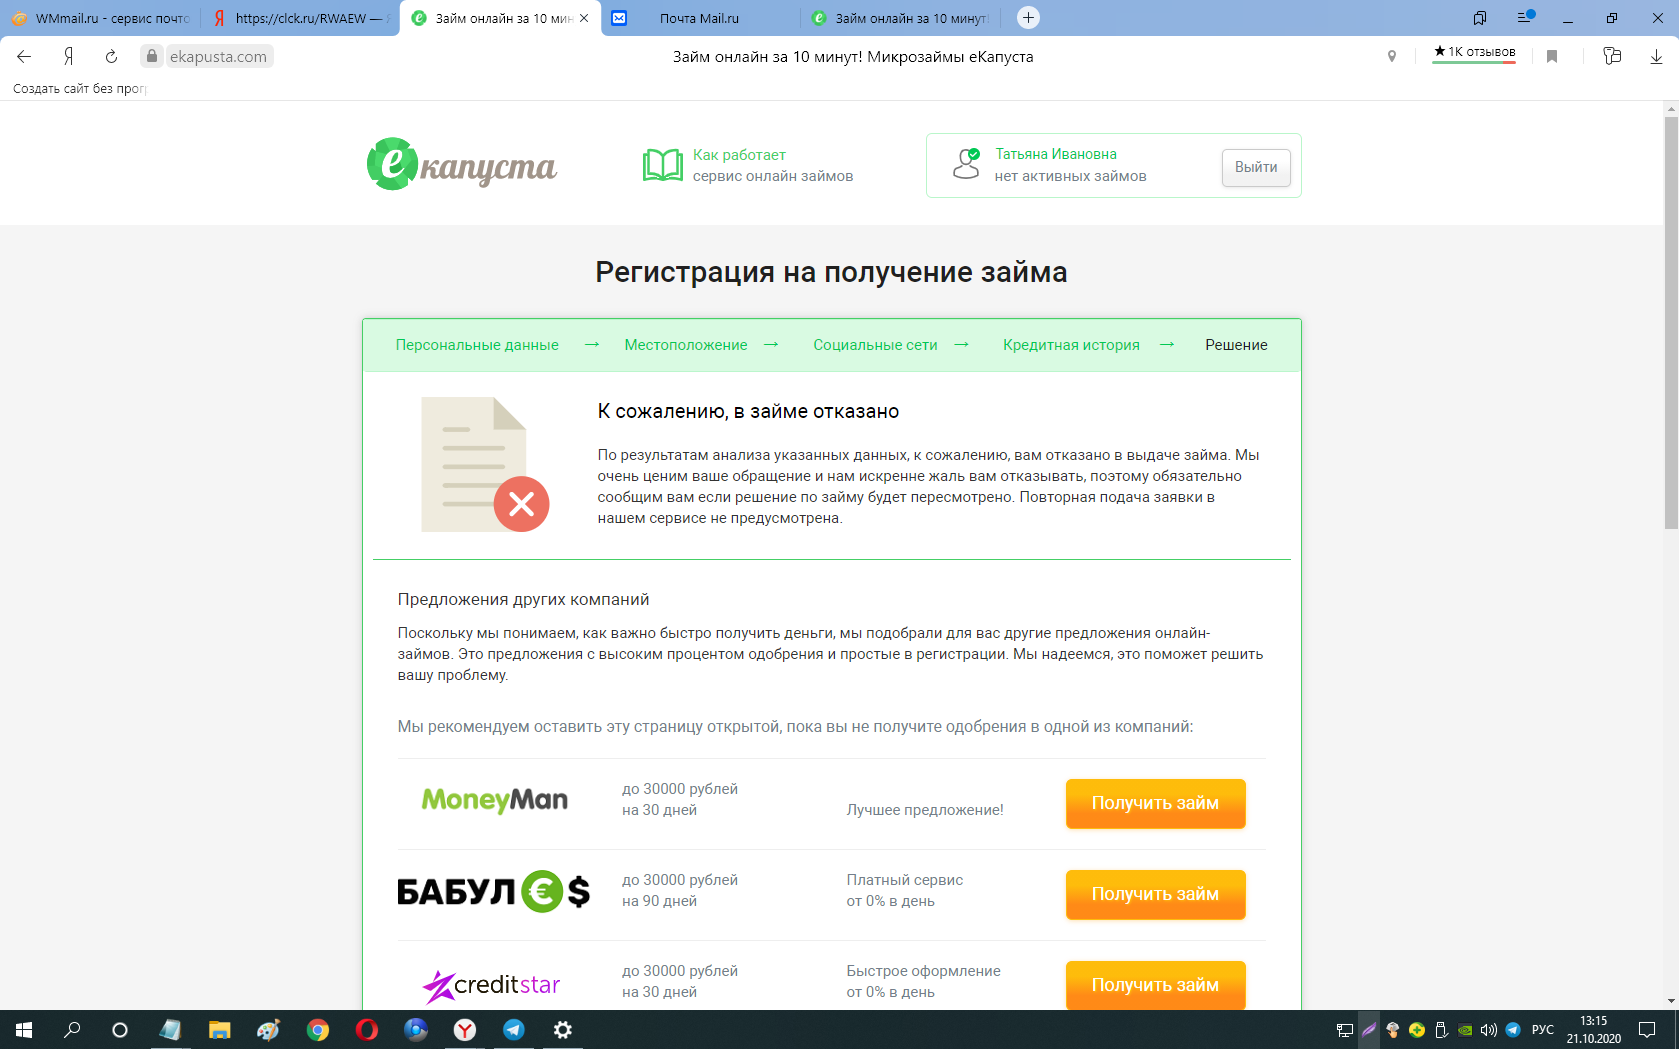 WMmail.ru - сервис почто
https://clck.ru/RWAEW —
Займ онлайн за 10 мин
Почта Mail.ru
Займ онлайн за 10 минут!
ekapusta.com
Займ онлайн за 10 минут! Микрозаймы еКапуста
★1К отзывов
Создать сайт без прог
екапуста
Как работает
сервис онлайн займов
Татьяна Ивановна
нет активных займов
Выйти
Регистрация на получение займа
Персональные данные → Местоположение → Социальные сети → Кредитная история → Решение
К сожалению, в займе отказано
По результатам анализа указанных данных, к сожалению, вам отказано в выдаче займа. Мы
очень ценим ваше обращение и нам искренне жаль вам отказывать, поэтому обязательно
сообщим вам если решение по займу будет пересмотрено. Повторная подача заявки в
нашем сервисе не предусмотрена.
Предложения других компаний
Поскольку мы понимаем, как важно быстро получить деньги, мы подобрали для вас другие предложения онлайн-
займов. Это предложения с высоким процентом одобрения и простые в регистрации. Мы надеемся, это поможет решить
вашу проблему.
Мы рекомендуем оставить эту страницу открытой, пока вы не получите одобрения в одной из компаний:
MoneyMan
до 30000 рублей
на 30 дней
Лучшее предложение!
Получить займ
БАБУЛ€$
до 30000 рублей
на 90 дней
Платный сервис
от 0% в день
Получить займ
creditstar
до 30000 рублей
на 30 дней
Быстрое оформление
от 0% в день
Получить займ
РУС
13:15
21.10.2020